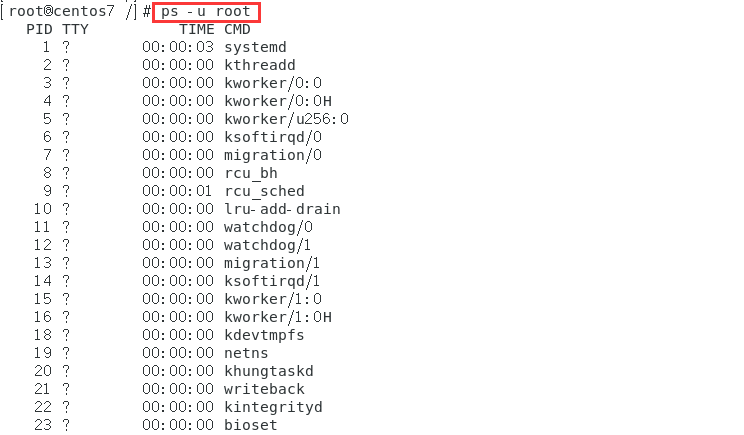 [root@centos7 /]# ps -u root
PID TTY TIME CMD
1 ? 00:00:03 systemd
2 ? 00:00:00 kthreadd
3 ? 00:00:00 kworker/0:0
4 ? 00:00:00 kworker/0:0H
5 ? 00:00:00 kworker/u256:0
6 ? 00:00:00 ksoftirqd/0
7 ? 00:00:00 migration/0
8 ? 00:00:00 rcu_bh
9 ? 00:00:01 rcu_sched
10 ? 00:00:00 lru-add-drain
11 ? 00:00:00 watchdog/0
12 ? 00:00:00 watchdog/1
13 ? 00:00:00 migration/1
14 ? 00:00:00 ksoftirqd/1
15 ? 00:00:00 kworker/1:0
16 ? 00:00:00 kworker/1:0H
18 ? 00:00:00 kdevtmpfs
19 ? 00:00:00 netns
20 ? 00:00:00 khungtaskd
21 ? 00:00:00 writeback
22 ? 00:00:00 kintegrityd
23 ? 00:00:00 bioset